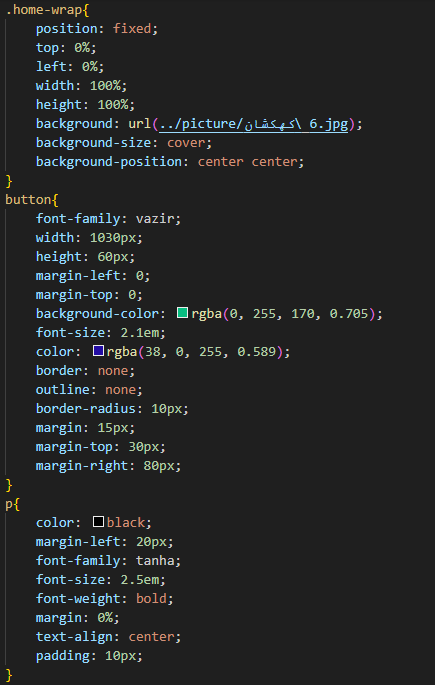 .home-wrap{
    position: fixed;
    top: 0%;
    left: 0%;
    width: 100%;
    height: 100%;
    background: url(../picture/کهکشان\ 6.jpg);
    background-size: cover;
    background-position: center center;
}
button{
    font-family: vazir;
    width: 1030px;
    height: 60px;
    margin-left: 0;
    margin-top: 0;
    background-color: rgba(0, 255, 170, 0.705);
    font-size: 2.1em;
    color: rgba(38, 0, 255, 0.589);
    border: none;
    outline: none;
    border-radius: 10px;
    margin: 15px;
    margin-top: 30px;
    margin-right: 80px;
}
p{
    color: black;
    margin-left: 20px;
    font-family: tanha;
    font-size: 2.5em;
    font-weight: bold;
    margin: 0%;
    text-align: center;
    padding: 10px;
}